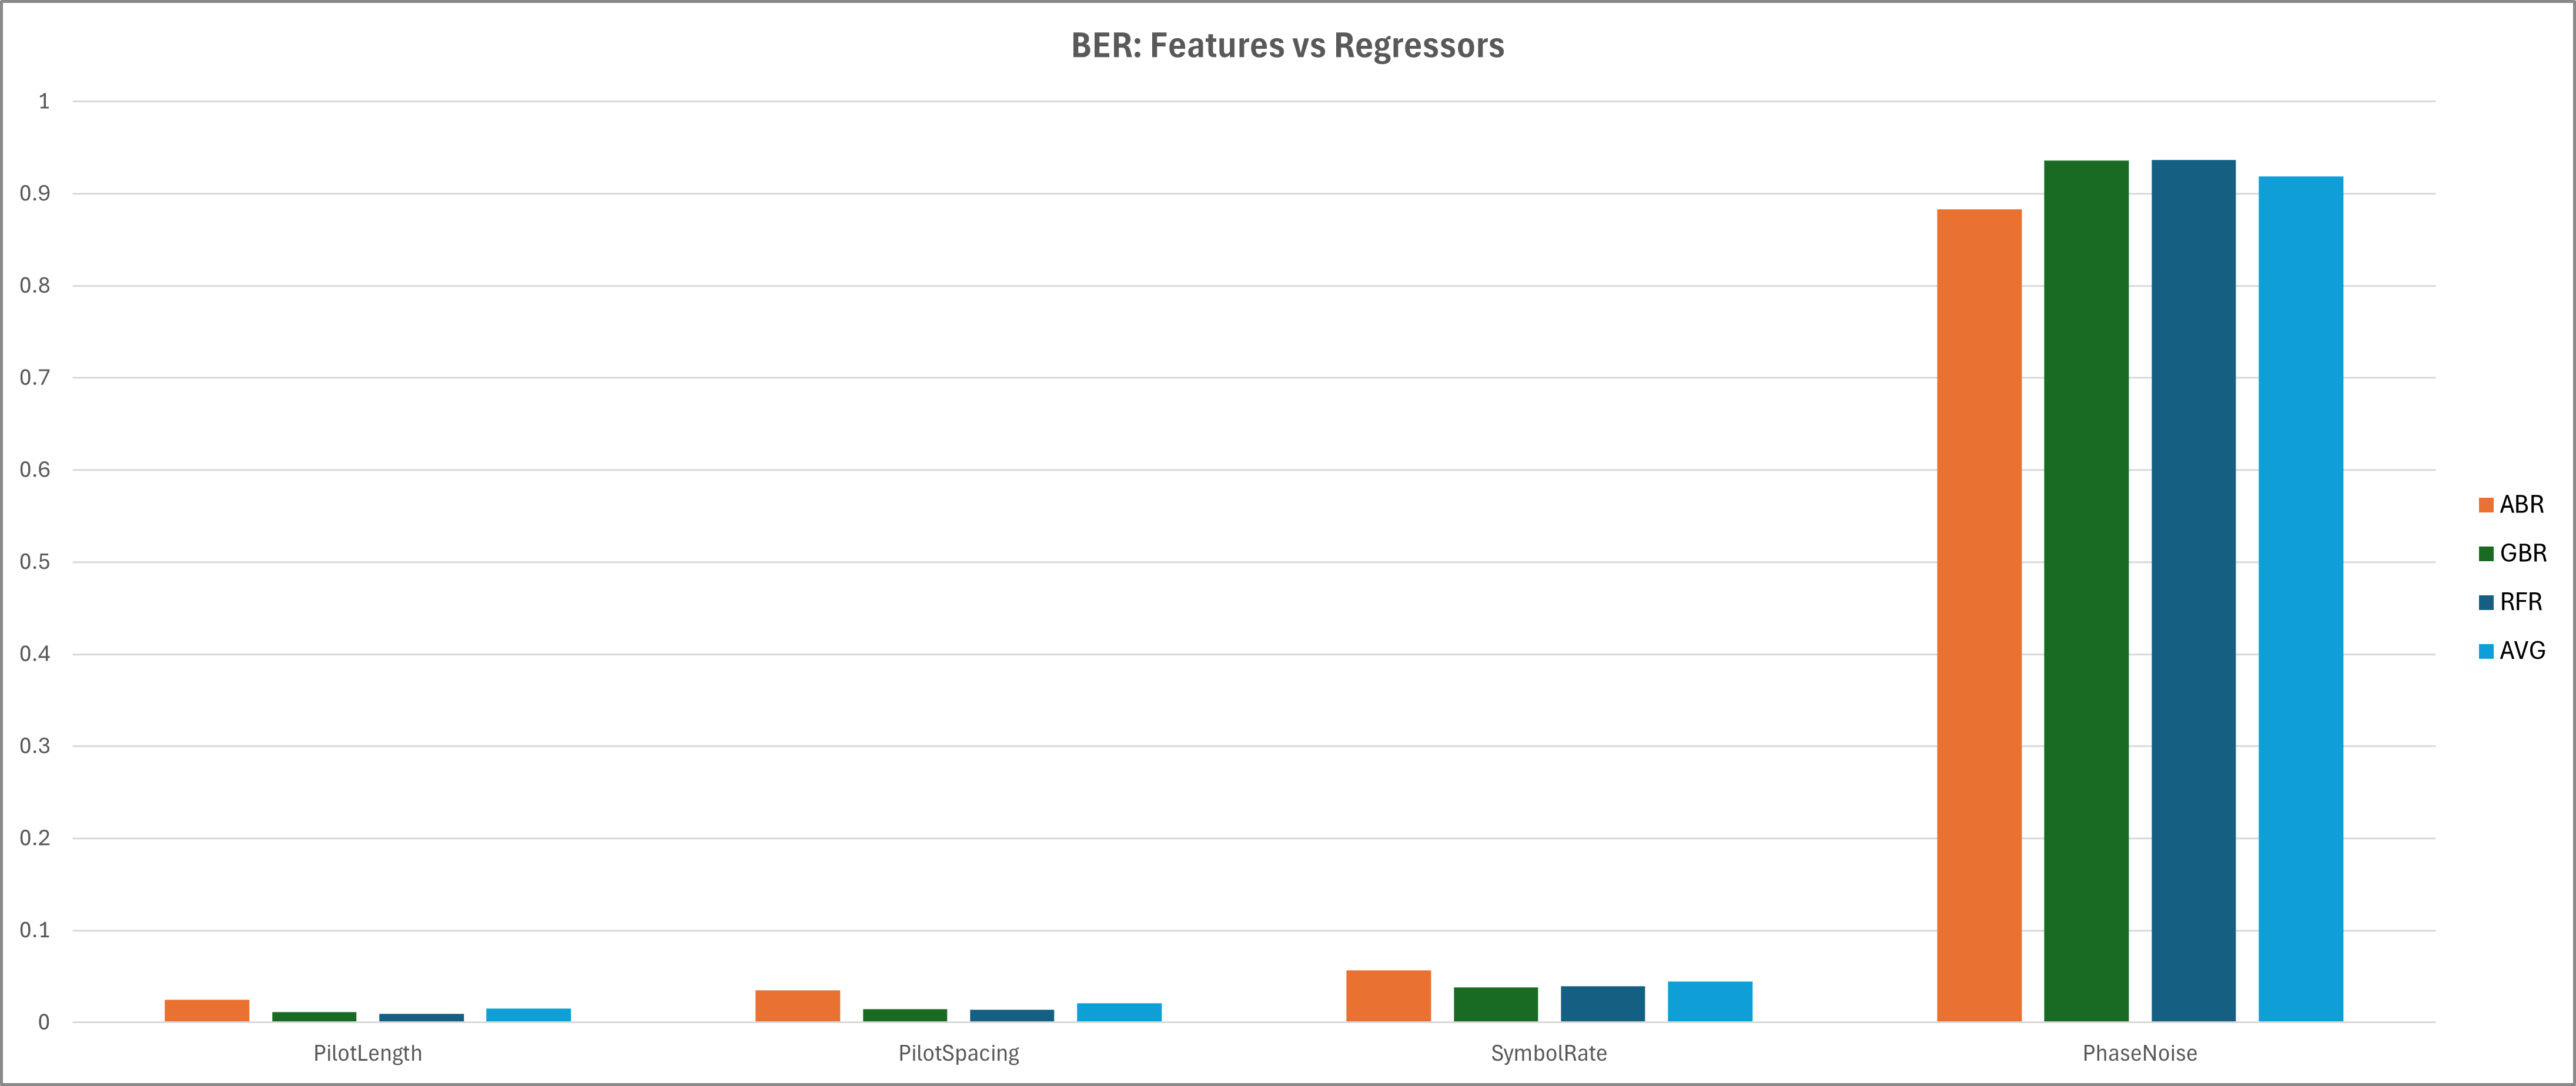 BER: Features vs Regressors
1
0.9
0.8
0.7
0.6
0.5
0.4
0.3
0.2
0.1
0
PilotLength
PilotSpacing
SymbolRate
PhaseNoise
ABR
GBR
RFR
AVG